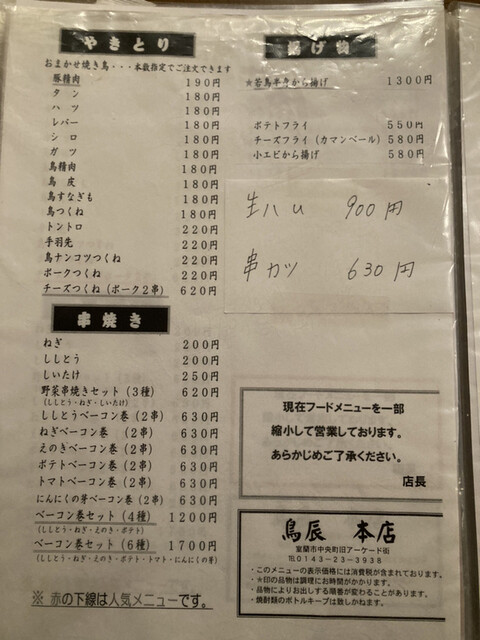 やきとり
おまかせ焼き鳥・・・本数指定でご注文できます
豚精肉 190円
タン 180円
ハツ 180円
レバー 180円
シロ 180円
ガツ 180円
鳥精肉 180円
鳥皮 180円
鳥すなぎも 180円
鳥つくね 180円
トントロ 220円
手羽先 220円
鳥ナンコツつくね 220円
ポークつくね 220円
チーズつくね(ポーク2串) 620円
串焼き
ねぎ 200円
ししとう 200円
しいたけ 250円
野菜串焼きセット(3種) 620円
(ししとう・ねぎ・しいたけ)
ししとうベーコン巻(2串) 630円
ねぎベーコン巻 (2串) 630円
えのきベーコン巻(2串) 630円
ポテトベーコン巻(2串) 630円
トマトベーコン巻(2串) 630円
にんにくの芽ベーコン巻(2串) 630円
ベーコン巻セット(4種) 1200円
(ししとう・ねぎ・えのき・ポテト)
ベーコン巻セット(6種) 1700円
(ししとう・ねぎ・えのき・ポテト・トマト・にんにくの芽)
※ 赤の下線は人気メニューです。
揚げ物
★若鳥半身から揚げ 1300円
ポテトフライ 550円
チーズフライ(カマンベール) 580円
小エビから揚げ 580円
生ハム 900円
串カツ 630円
現在フードメニューを一部
縮小して営業しております。
あらかじめご了承ください。
店長
鳥辰 本店
室蘭市中央町旧アーケード街
TEL0143-23-3938
・このメニューの表示価格には消費税が含まれております。
・★印の品物は調理にお時間がかかります。
・品物によりお出しする順番が変わることがあります。
・焼酎類のボトルキープは致しかねます。